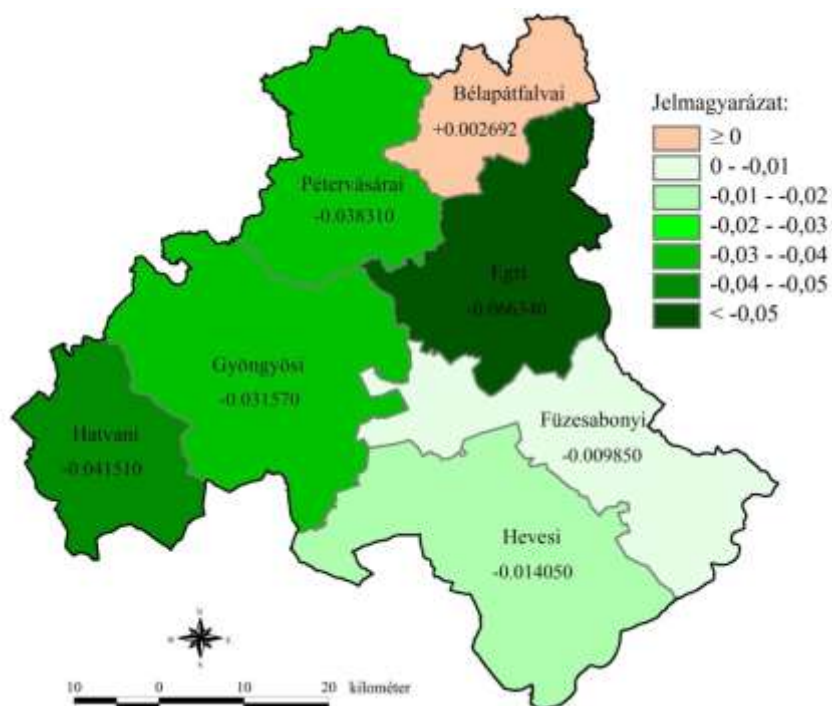 Bélapátfalvai
+0.002692
Jelmagyarázat:
≥ 0
0 - -0,01
-0,01 - -0,02
-0,02 - -0,03
-0,03 - -0,04
-0,04 - -0,05
< -0,05
Pétervásárai
-0.038310
Egri
-0.066340
Gyöngyösi
-0.031570
Hatvani
-0.041510
Füzesabonyi
-0.009850
Hevesi
-0.014050
10 0 10 20 kilóméter